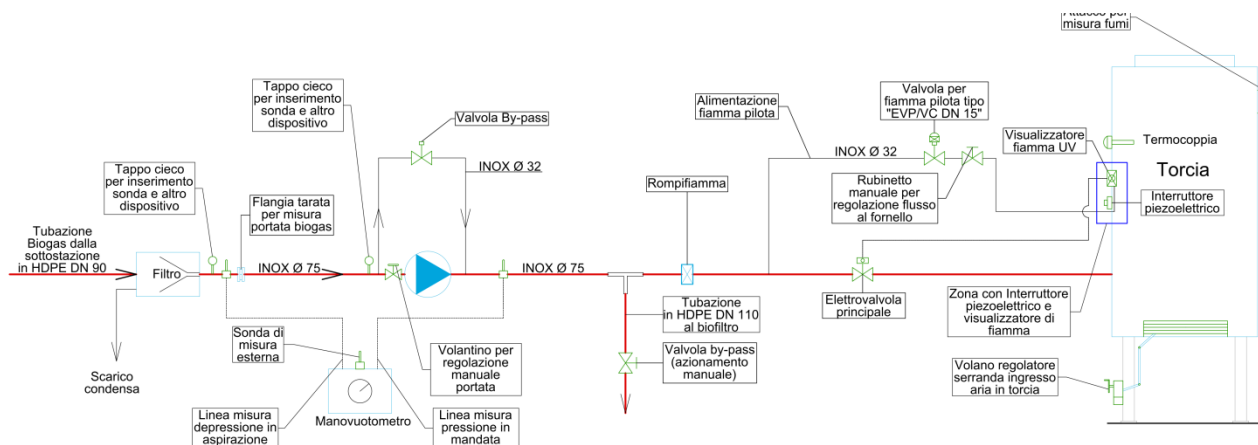 Attacco per
misura fumi
Tappo cieco
per inserimento
sonda e altro
dispositivo
Valvola By-pass
INOX Ø 32
Alimentazione
fiamma pilota
Valvola per
fiamma pilota tipo
"EVP/VC DN 15"
INOX Ø 32
Visualizzatore
fiamma UV
Termocoppia
Torcia
Tappo cieco
per inserimento
sonda e altro
dispositivo
Flangia tarata
per misura
portata biogas
Rompifiamma
Rubinetto
manuale per
regolazione flusso
al fornello
Interruttore
piezoelettrico
Tubazione
Biogas dalla
sottostazione
in HDPE DN 90
Filtro
INOX Ø 75
INOX Ø 75
Tubazione
in HDPE DN 110
al biofiltro
Elettrovalvola
principale
Zona con Interruttore
piezoelettrico e
visualizzatore di
fiamma
Sonda di
misura
esterna
Scarico
condensa
Volantino per
regolazione
manuale
portata
Valvola by-pass
(azionamento
manuale)
Volano regolatore
serranda ingresso
aria in torcia
Manovuotometro
Linea misura
depressione in
aspirazione
Linea misura
pressione in
mandata